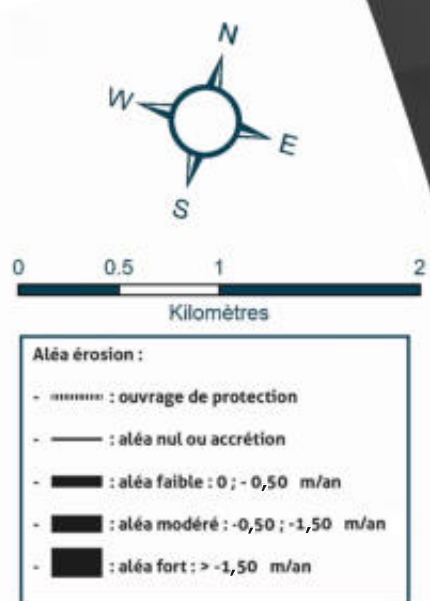 N
W
E
S
0 0.5 1 2
Kilomètres
Aléa érosion :
- : ouvrage de protection
- : aléa nul ou accrétion
- : aléa faible : 0 ; - 0,50 m/an
- : aléa modéré : -0,50 ; -1,50 m/an
- : aléa fort : > -1,50 m/an